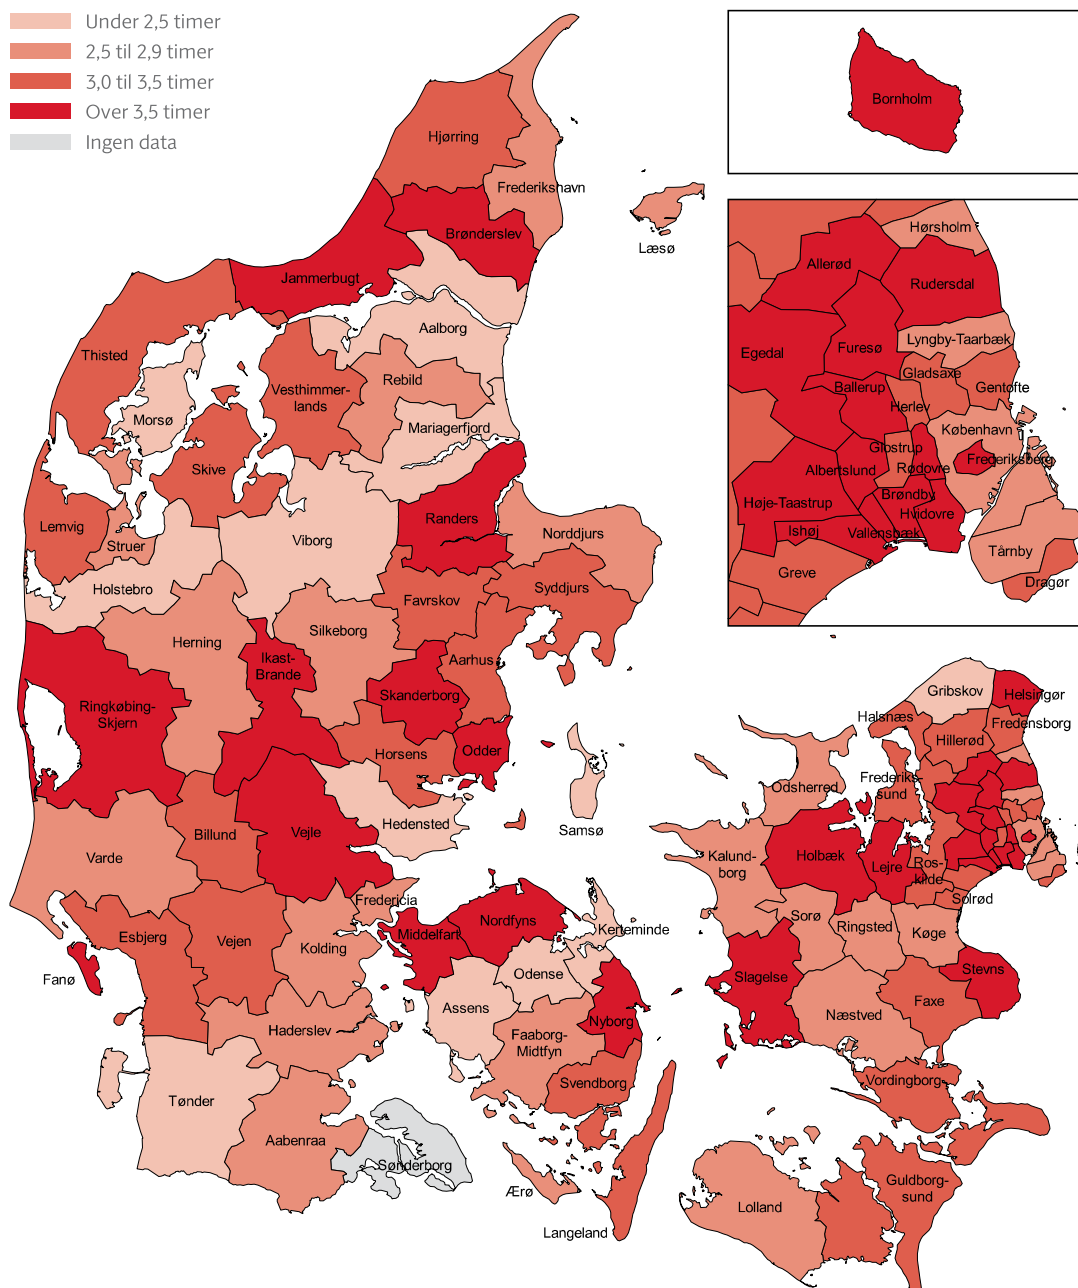 Under 2,5 timer
2,5 til 2,9 timer
3,0 til 3,5 timer
Over 3,5 timer
Ingen data
Bornholm
Hjørring
Frederikshavn
Læsø
Brønderslev
Jammerbugt
Aalborg
Thisted
Rebild
Vesthimmer-
lands
Morsø
Mariagerfjord
Skive
Randers
Lemvig
Struer
Viborg
Norddjurs
Holstebro
Favrskov
Syddjurs
Herning
Silkeborg
Ikast-
Brande
Aarhus
Skanderborg
Ringkøbing-
Skjern
Horsens
Odder
Hedensted
Samsø
Billund
Vejle
Varde
Fredericia
Esbjerg
Vejen
Kolding
Middelfart
Nordfyns
Kerteminde
Fanø
Odense
Assens
Nyborg
Haderslev
Faaborg-
Midtfyn
Svendborg
Tønder
Aabenraa
Sønderborg
Ærø
Langeland
Hørsholm
Allerød
Rudersdal
Egedal
Furesø
Lyngby-Taarbæk
Gladsaxe
Ballerup
Gentofte
Herlev
København
Glostrup
Frederiksberg
Albertslund
Rødovre
Høje-Taastrup
Brøndby
Hvidovre
Ishøj
Vallensbæk
Tårnby
Greve
Dragør
Gribskov
Helsingør
Halsnæs
Fredensborg
Hillerød
Odsherred
Frederiks-
sund
Kalund-
borg
Holbæk
Lejre
Ros-
kilde
Solrød
Sorø
Ringsted
Køge
Slagelse
Stevns
Faxe
Næstved
Vordingborg
Guldborg-
sund
Lolland